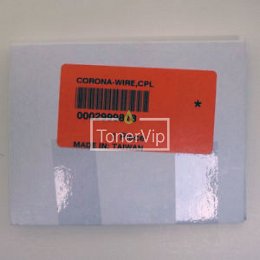 CORONA-WIRE,CPL
*
TonerVip
MADE IN: TAIWAN